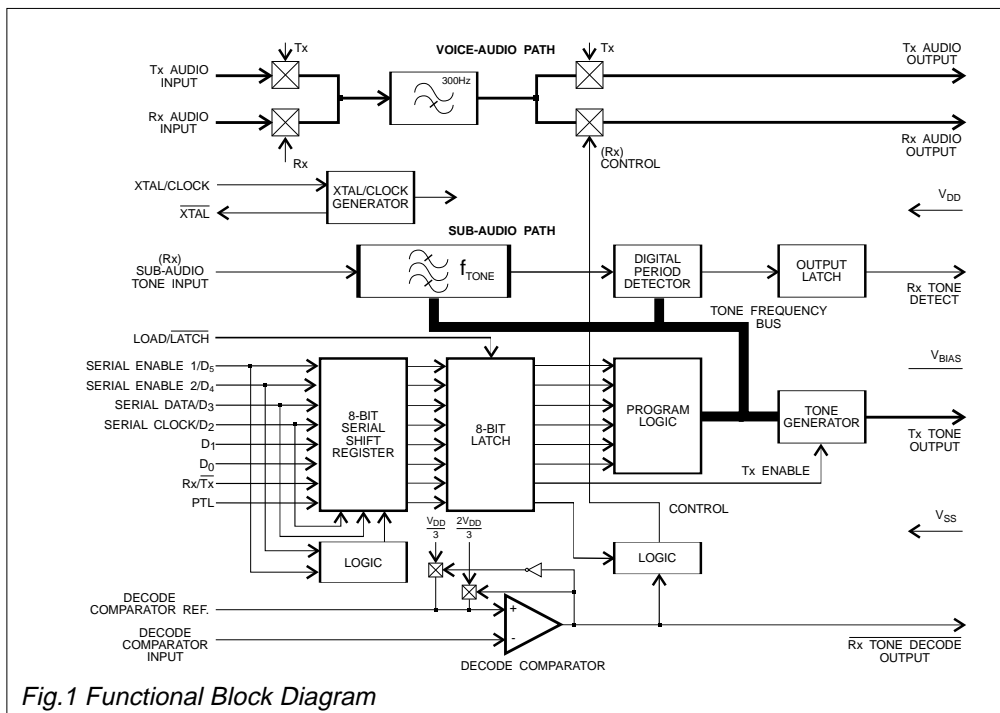 Tx
VOICE-AUDIO PATH
Tx
Tx AUDIO
OUTPUT
Tx AUDIO
INPUT
300Hz
Rx AUDIO
INPUT
Rx
(Rx)
CONTROL
Rx AUDIO
OUTPUT
XTAL/CLOCK
XTAL/CLOCK
GENERATOR
XTAL
VDD
SUB-AUDIO PATH
(Rx)
SUB-AUDIO
TONE INPUT
fTONE
DIGITAL
PERIOD
DETECTOR
OUTPUT
LATCH
Rx TONE
DETECT
TONE FREQUENCY
BUS
LOAD/LATCH
VBIAS
SERIAL ENABLE 1/D5
SERIAL ENABLE 2/D4
SERIAL DATA/D3
SERIAL CLOCK/D2
D1
D0
Rx/Tx
PTL
8-BIT
SERIAL
SHIFT
REGISTER
8-BIT
LATCH
PROGRAM
LOGIC
TONE
GENERATOR
Tx TONE
OUTPUT
Tx ENABLE
CONTROL
VSS
VDD
3
2VDD
3
LOGIC
LOGIC
DECODE
COMPARATOR REF.
+
DECODE
COMPARATOR
INPUT
-
DECODE COMPARATOR
Rx TONE DECODE
OUTPUT
Fig.1 Functional Block Diagram